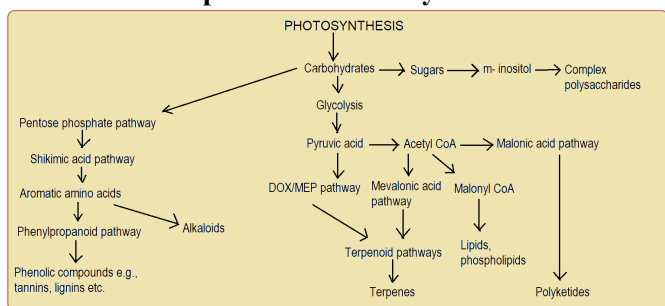 PHOTOSYNTHESIS
Carbohydrates
Sugars
m- inositol
Complex
polysaccharides
Glycolysis
Pentose phosphate pathway
Pyruvic acid
Acetyl CoA
Malonic acid pathway
Shikimic acid pathway
Aromatic amino acids
DOX/MEP pathway
Mevalonic acid
pathway
Malonyl CoA
Phenylpropanoid pathway
Alkaloids
Terpenoid pathways
Lipids,
phospholipids
Phenolic compounds e.g.,
tannins, lignins etc.
Terpenes
Polyketides